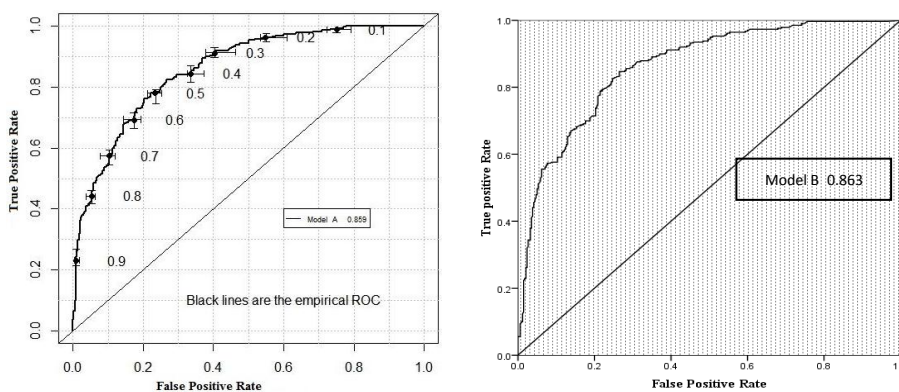 1.0
0.8
0.6
0.4
0.2
0.0
True Positive Rate
0.1
0.2
0.3
0.4
0.5
0.6
0.7
0.8
0.9
Model A 0.859
Black lines are the empirical ROC
0.0 0.2 0.4 0.6 0.8 1.0
False Positive Rate
1.0
0.8
0.6
0.4
0.2
0.0
True positive Rate
Model B 0.863
0.0 0.2 0.4 0.6 0.8 1.0
False Positive Rate